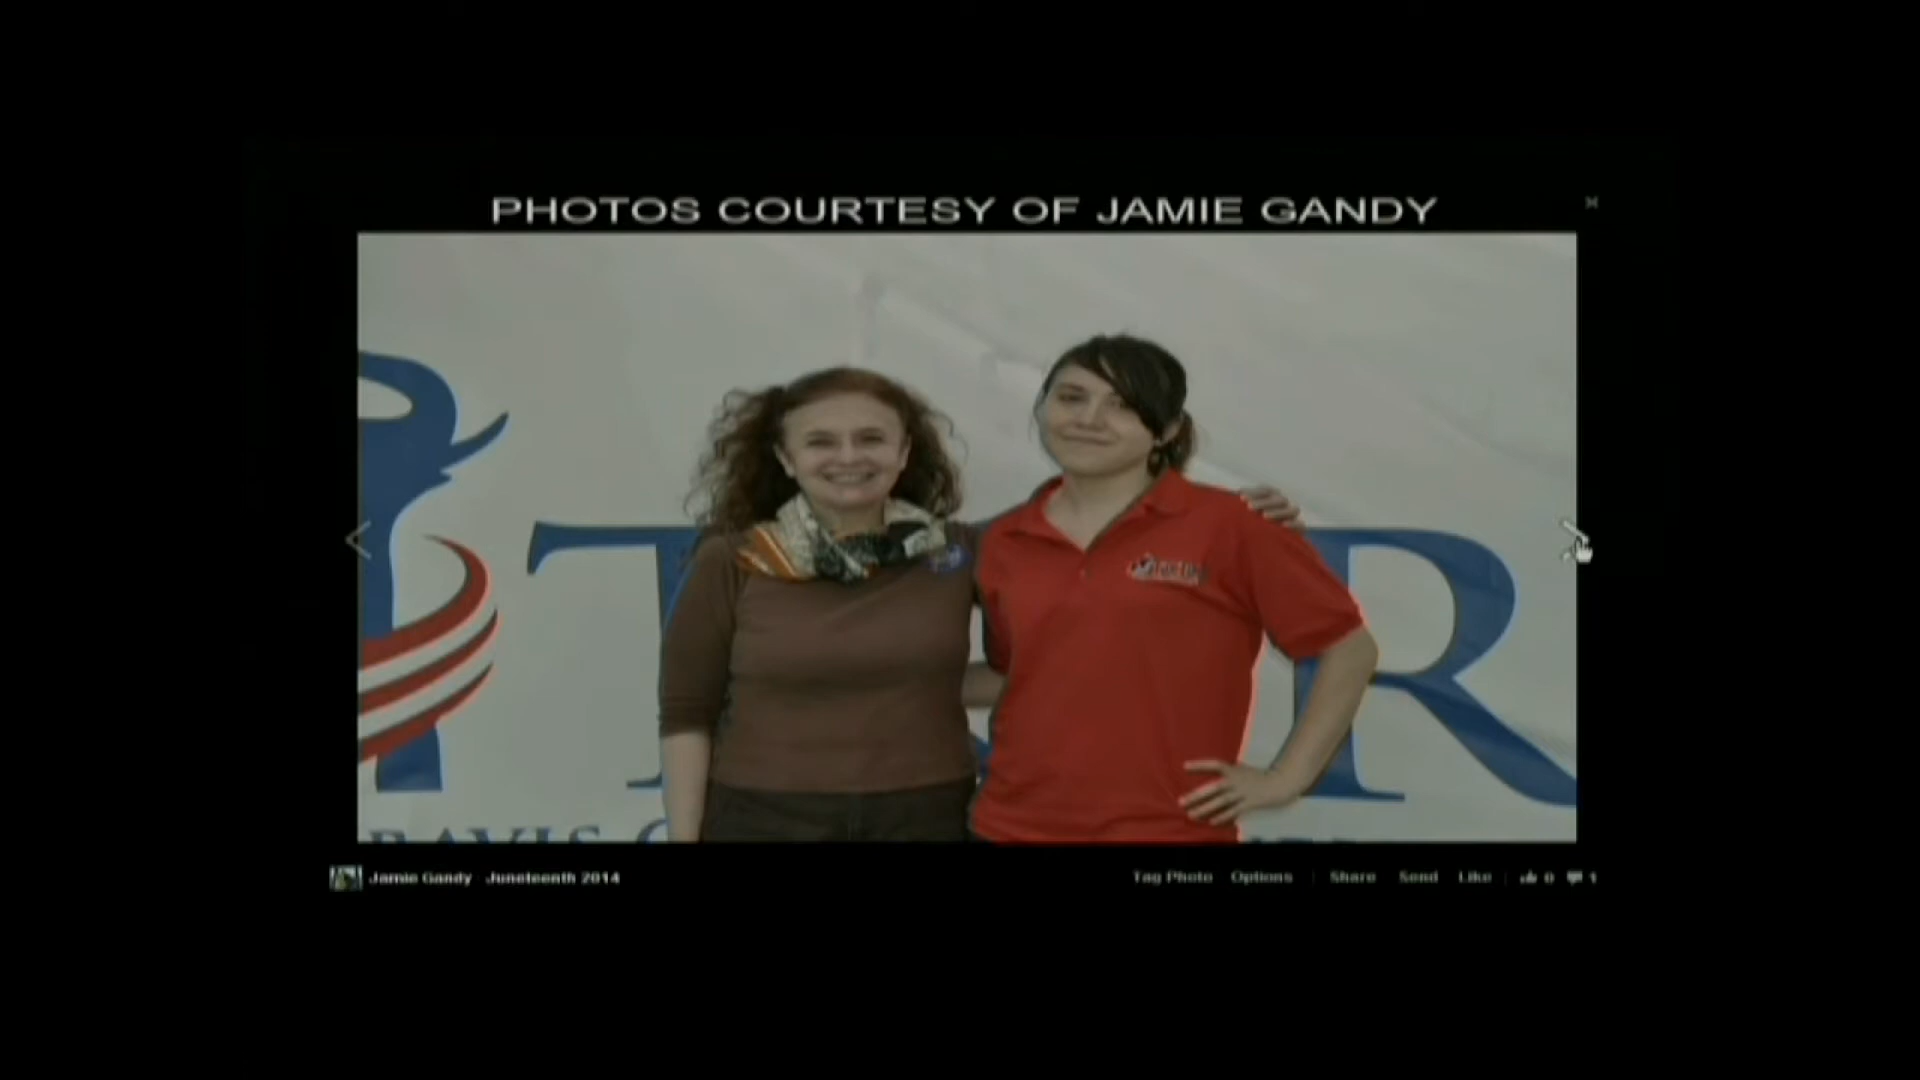 PHOTOS COURTESY OF JAMIE GANDY
Jamie Gandy Juneteenth 2014
Tag Photo Options Share Send Like 0 1